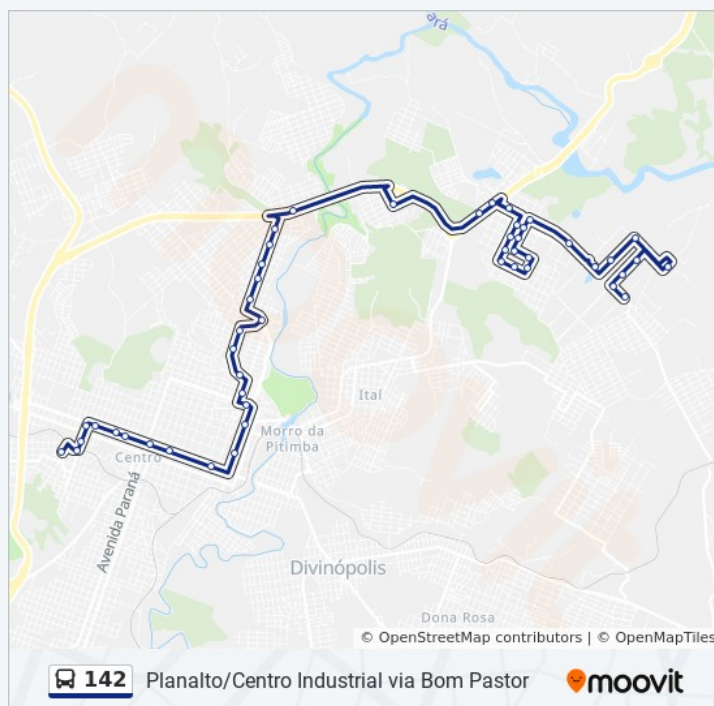 ará
Itaí
Morro da
Pitimba
Centro
Avenida Paraná
Divinópolis
Dona Rosa
© OpenStreetMap contributors | © OpenMapTiles
142 Planalto/Centro Industrial via Bom Pastor moovit